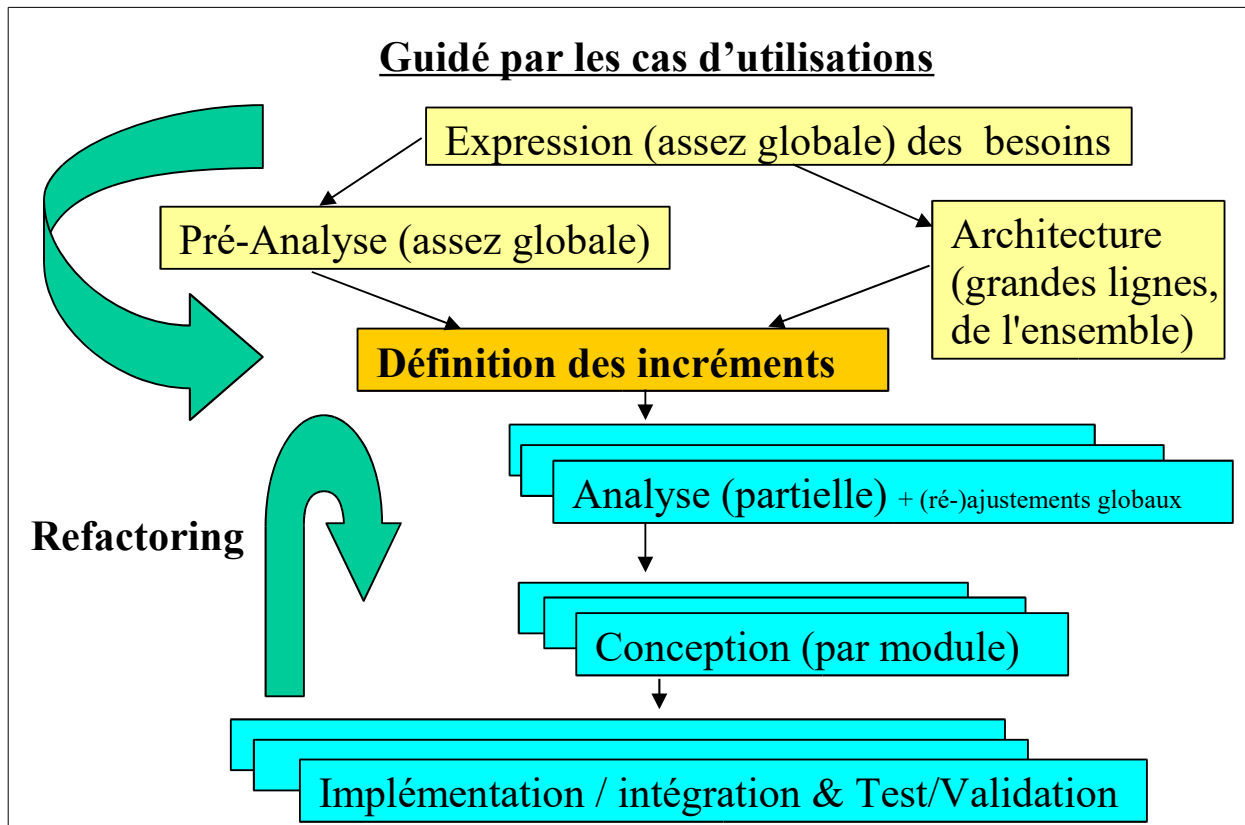 Guidé par les cas d’utilisations
Expression (assez globale) des  besoins
Pré-Analyse (assez globale)
Architecture
(grandes lignes,
de l'ensemble)
Définition des incréments
Analyse (partielle) + (ré-)ajustements globaux
Refactoring
Conception (par module)
Implémentation / intégration & Test/Validation